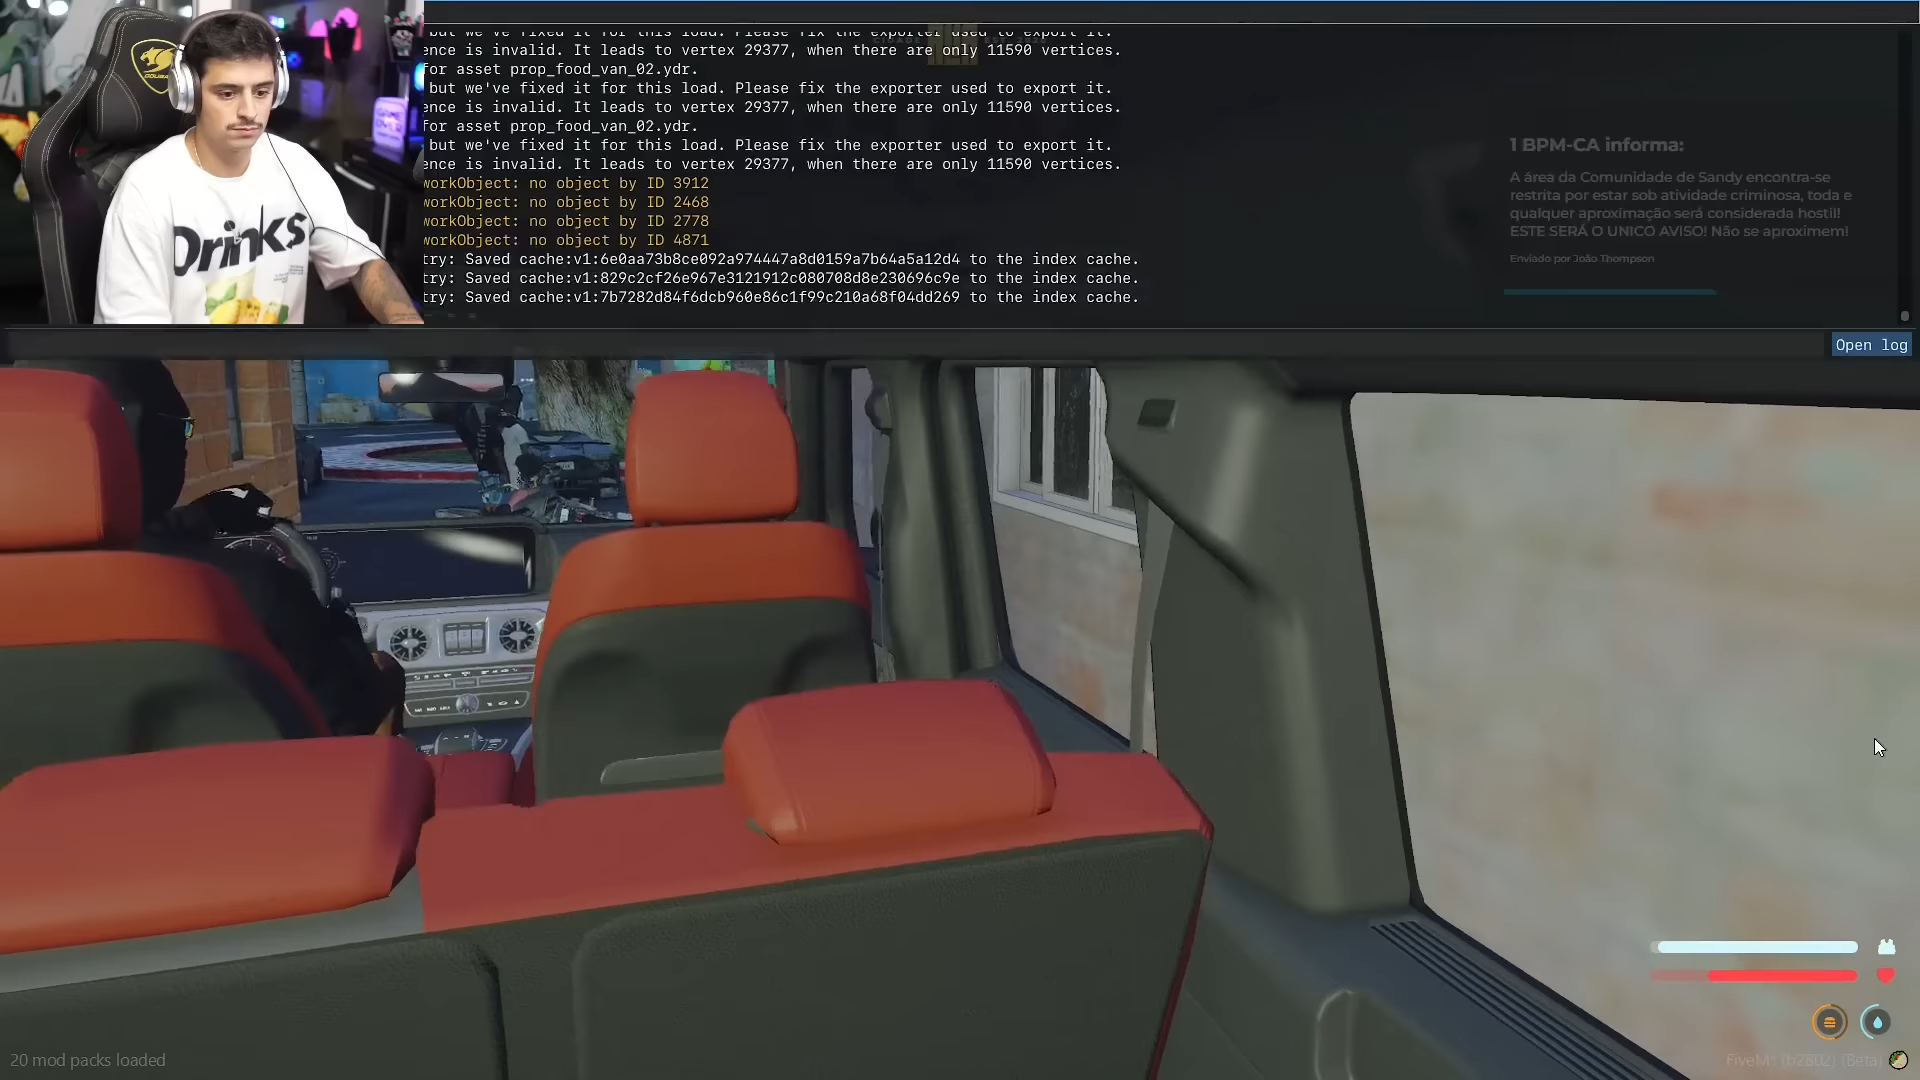 but we've fixed it for this load. Please fix the exporter used to export it.
ence is invalid. It leads to vertex 29377, when there are only 11590 vertices.
for asset prop_food_van_02.ydr.
but we've fixed it for this load. Please fix the exporter used to export it.
ence is invalid. It leads to vertex 29377, when there are only 11590 vertices.
for asset prop_food_van_02.ydr.
but we've fixed it for this load. Please fix the exporter used to export it.
ence is invalid. It leads to vertex 29377, when there are only 11590 vertices.
workObject: no object by ID 3912
workObject: no object by ID 2468
workObject: no object by ID 2778
workObject: no object by ID 4871
try: Saved cache:v1:6e0aa73b8ce092a974447a8d0159a7b64a5a12d4 to the index cache.
try: Saved cache:v1:829c2cf26e967e3121912c080708d8e230696c9e to the index cache.
try: Saved cache:v1:7b7282d84f6dcb960e86c1f99c210a68f04dd269 to the index cache.
Open log
1 BPM-CA informa:
A área da Comunidade de Sandy encontra-se
restrita por estar sob atividade criminosa, toda e
qualquer aproximação será considerada hostil!
ESTE SERÁ O UNICO AVISO! Não se aproximem!
Enviado por João Thompson
COUGAR
Drinks
20 mod packs loaded
FiveM* (b2802) (Beta)